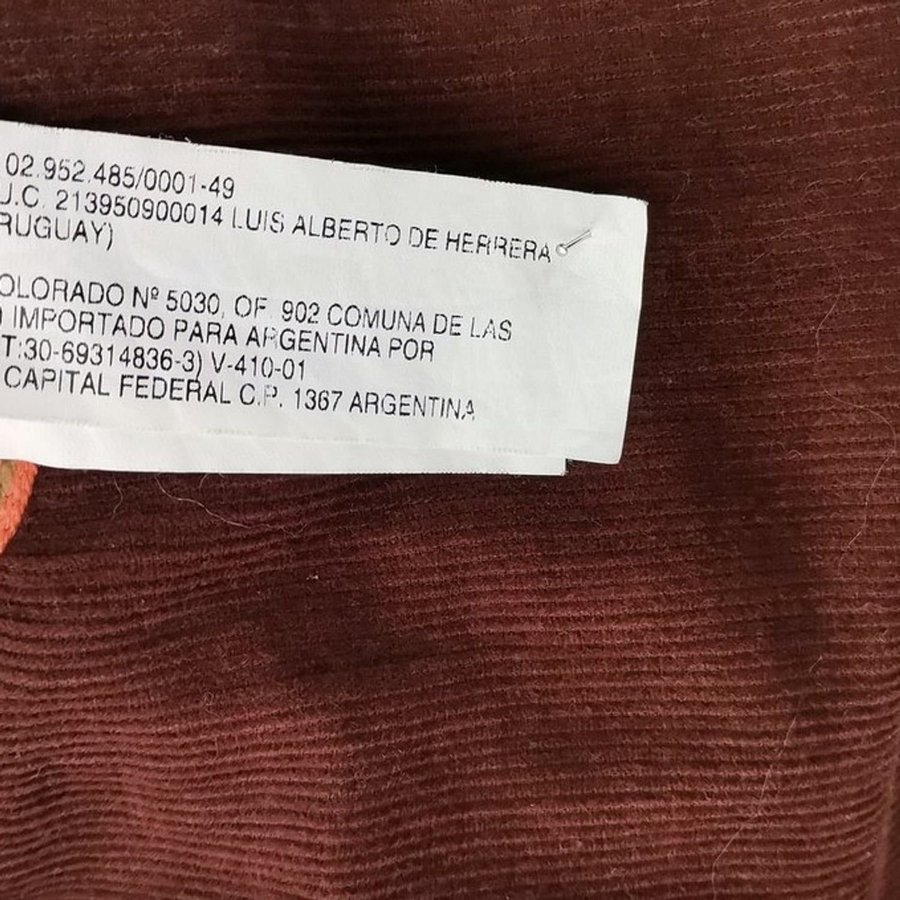 02.952.485/0001-49
U.C. 213950900014 LUIS ALBERTO DE HERRERA
RUGUAY)
OLORADO Nº 5030, OF. 902 COMUNA DE LAS
) IMPORTADO PARA ARGENTINA POR
T:30-69314836-3) V-410-01
CAPITAL FEDERAL C.P. 1367 ARGENTINA